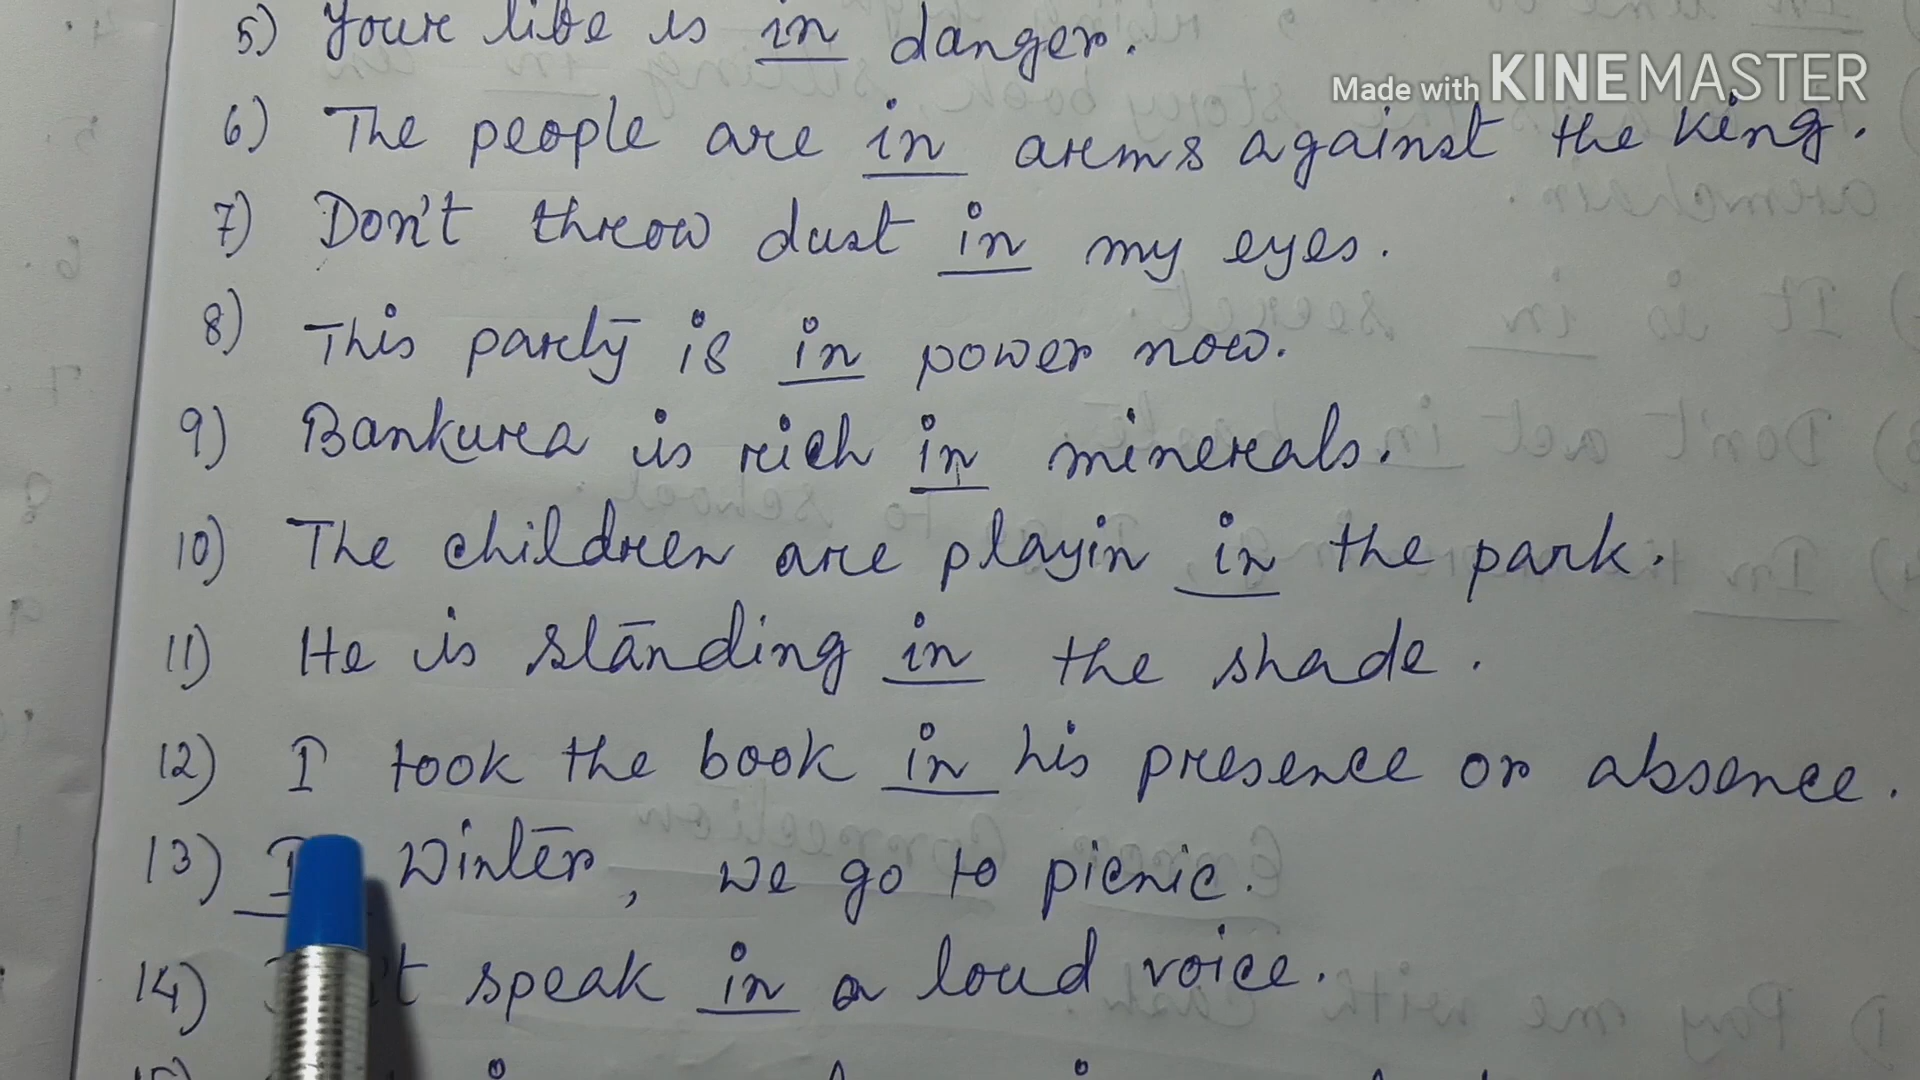 5) Your life is in danger.
Made with KINEMASTER
6) The people are in arms against the king.
7) Don't throw dust in my eyes.
8) This party is in power now.
9) Bankura is rich in minerals.
10) The children are playin in the park.
11) He is standing in the shade.
12) I took the book in his presence or absence.
13) I Winter, we go to picnic.
14) speak in a loud voice.